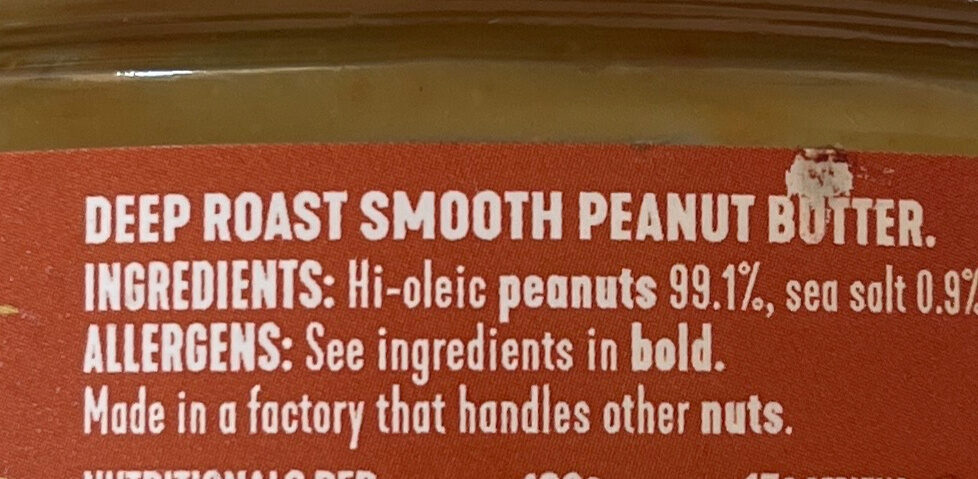 DEEP ROAST SMOOTH PEANUT BUTTER.
INGREDIENTS: Hi-oleic peanuts 99.1%, sea salt 0.9%
ALLERGENS: See ingredients in bold.
Made in a factory that handles other nuts.